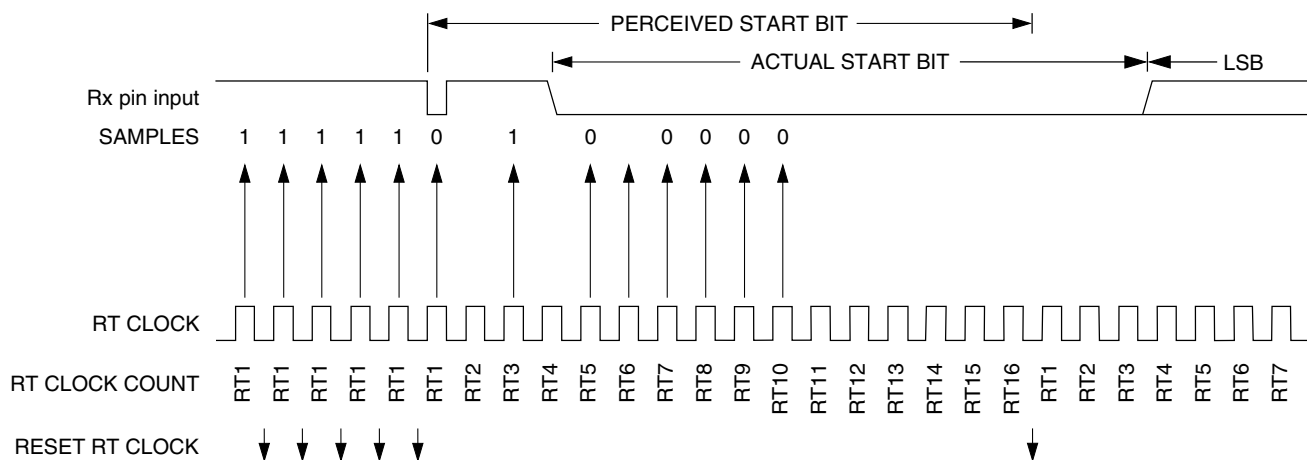 PERCEIVED START BIT
ACTUAL START BIT LSB
Rx pin input
SAMPLES 1 1 1 1 1 0 1 0 0 0 0 0
RT CLOCK
RT CLOCK COUNT RT1 RT1 RT1 RT1 RT1 RT1 RT2 RT3 RT4 RT5 RT6 RT7 RT8 RT9 RT10 RT11 RT12 RT13 RT14 RT15 RT16 RT1 RT2 RT3 RT4 RT5 RT6 RT7
RESET RT CLOCK